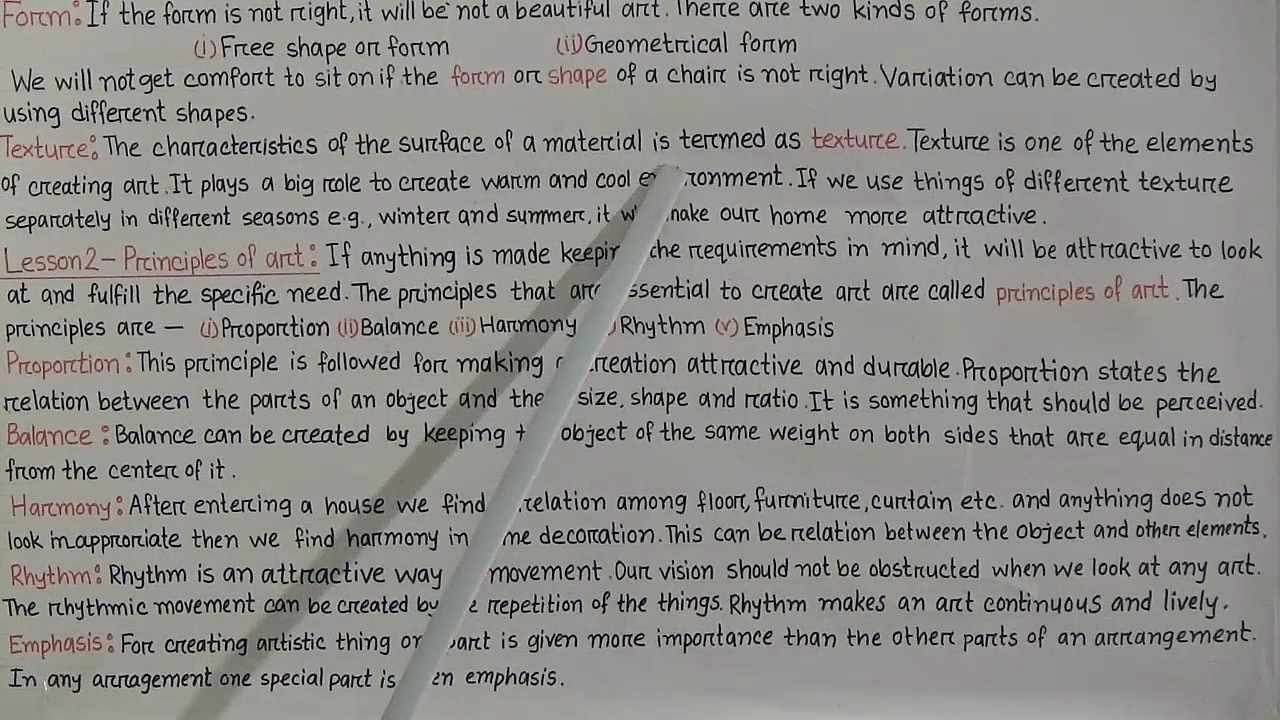 Form: If the form is not right, it will be not a beautiful art. There are two kinds of forms.
(i) Free shape or form (ii) Geometrical form
We will not get comfort to sit on if the form or shape of a chair is not right. Variation can be created by
using different shapes.
Texture: The characteristics of the surface of a material is termed as texture. Texture is one of the elements
of creating art. It plays a big role to create warm and cool ronment. If we use things of different texture
separately in different seasons e.g., winter and summer, it make our home more attractive.
Lesson 2 - Principles of art: If anything is made keepin the requirements in mind, it will be attractive to look
at and fulfill the specific need. The principles that are ssential to create art are called principles of art. The
principles are — (i) Proportion (ii) Balance (iii) Harmony Rhythm (v) Emphasis
Proportion: This principle is followed for making creation attractive and durable. Proportion states the
relation between the parts of an object and the size, shape and ratio. It is something that should be perceived.
Balance: Balance can be created by keeping object of the same weight on both sides that are equal in distance
from the center of it.
Harmony: After entering a house we find relation among floor, furniture, curtain etc. and anything does not
look inapproriate then we find harmony in me decoration. This can be relation between the object and other elements.
Rhythm: Rhythm is an attractive way movement. Our vision should not be obstructed when we look at any art.
The rhythmic movement can be created by repetition of the things. Rhythm makes an art continuous and lively.
Emphasis: For creating artistic thing or part is given more importance than the other parts of an arrangement.
In any arragement one special part is en emphasis.